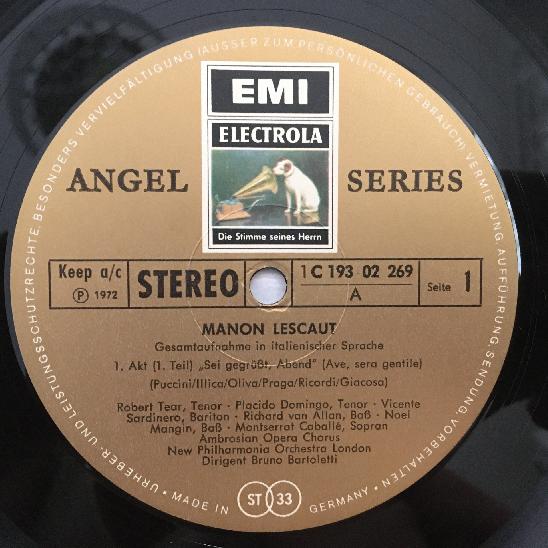 URHEBER- UND LEISTUNGSSCHUTZRECHTE, BESONDERS VERVIELFÄLTIGUNG (AUSSER ZUM PERSÖNLICHEN GEBRAUCH), VERMIETUNG, AUFFÜHRUNG, SENDUNG, VORBEHALTEN •
EMI
ELECTROLA
ANGEL SERIES
Die Stimme seines Herrn
Keep a/c
Ⓟ 1972
STEREO
1 C 193 02 269
A
Seite 1
MANON LESCAUT
Gesamtaufnahme in italienischer Sprache
1. Akt (1. Teil) „Sei gegrüßt, Abend" (Ave, sera gentile)
(Puccini/Illica/Oliva/Praga/Ricordi/Giacosa)
Robert Tear, Tenor · Placido Domingo, Tenor · Vicente
Sardinero, Bariton · Richard van Allan, Baß · Noel
Mangin, Baß · Montserrat Caballé, Sopran
Ambrosian Opera Chorus
New Philharmonia Orchestra London
Dirigent Bruno Bartoletti
• MADE IN GERMANY •
ST 33